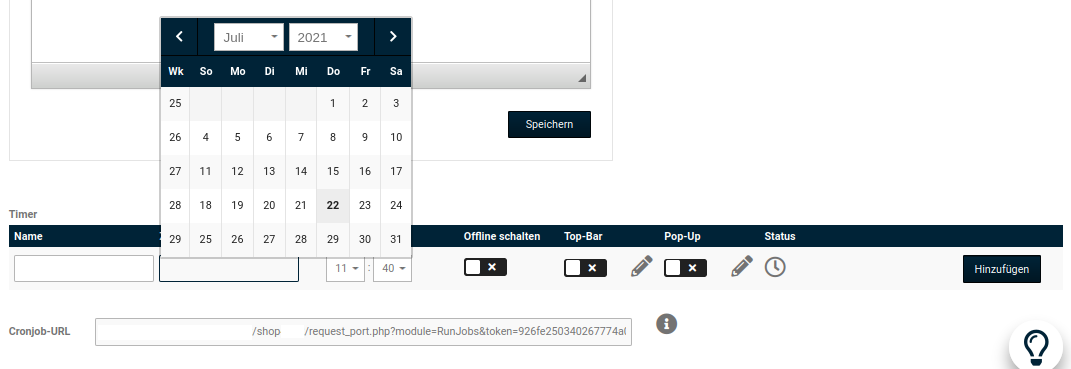 Juli 2021
Wk So Mo Di Mi Do Fr Sa
25 1 2 3
26 4 5 6 7 8 9 10
27 11 12 13 14 15 16 17
28 18 19 20 21 22 23 24
29 25 26 27 28 29 30 31
Speichern
Timer
Name Offline schalten Top-Bar Pop-Up Status
11 : 40 Hinzufügen
Cronjob-URL /shop /request_port.php?module=RunJobs&token=926fe250340267774a